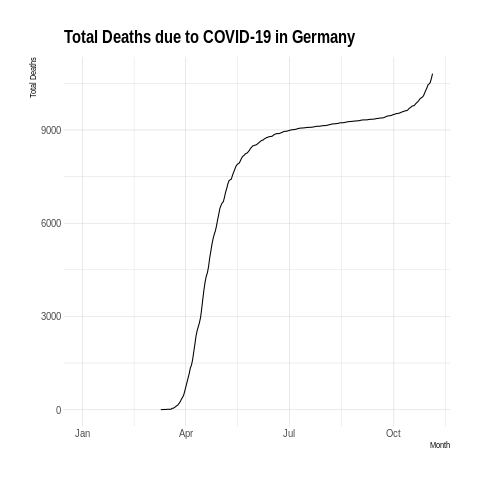 Total Deaths due to COVID-19 in Germany
Total Deaths
9000
6000
3000
0
Jan Apr Jul Oct
Month